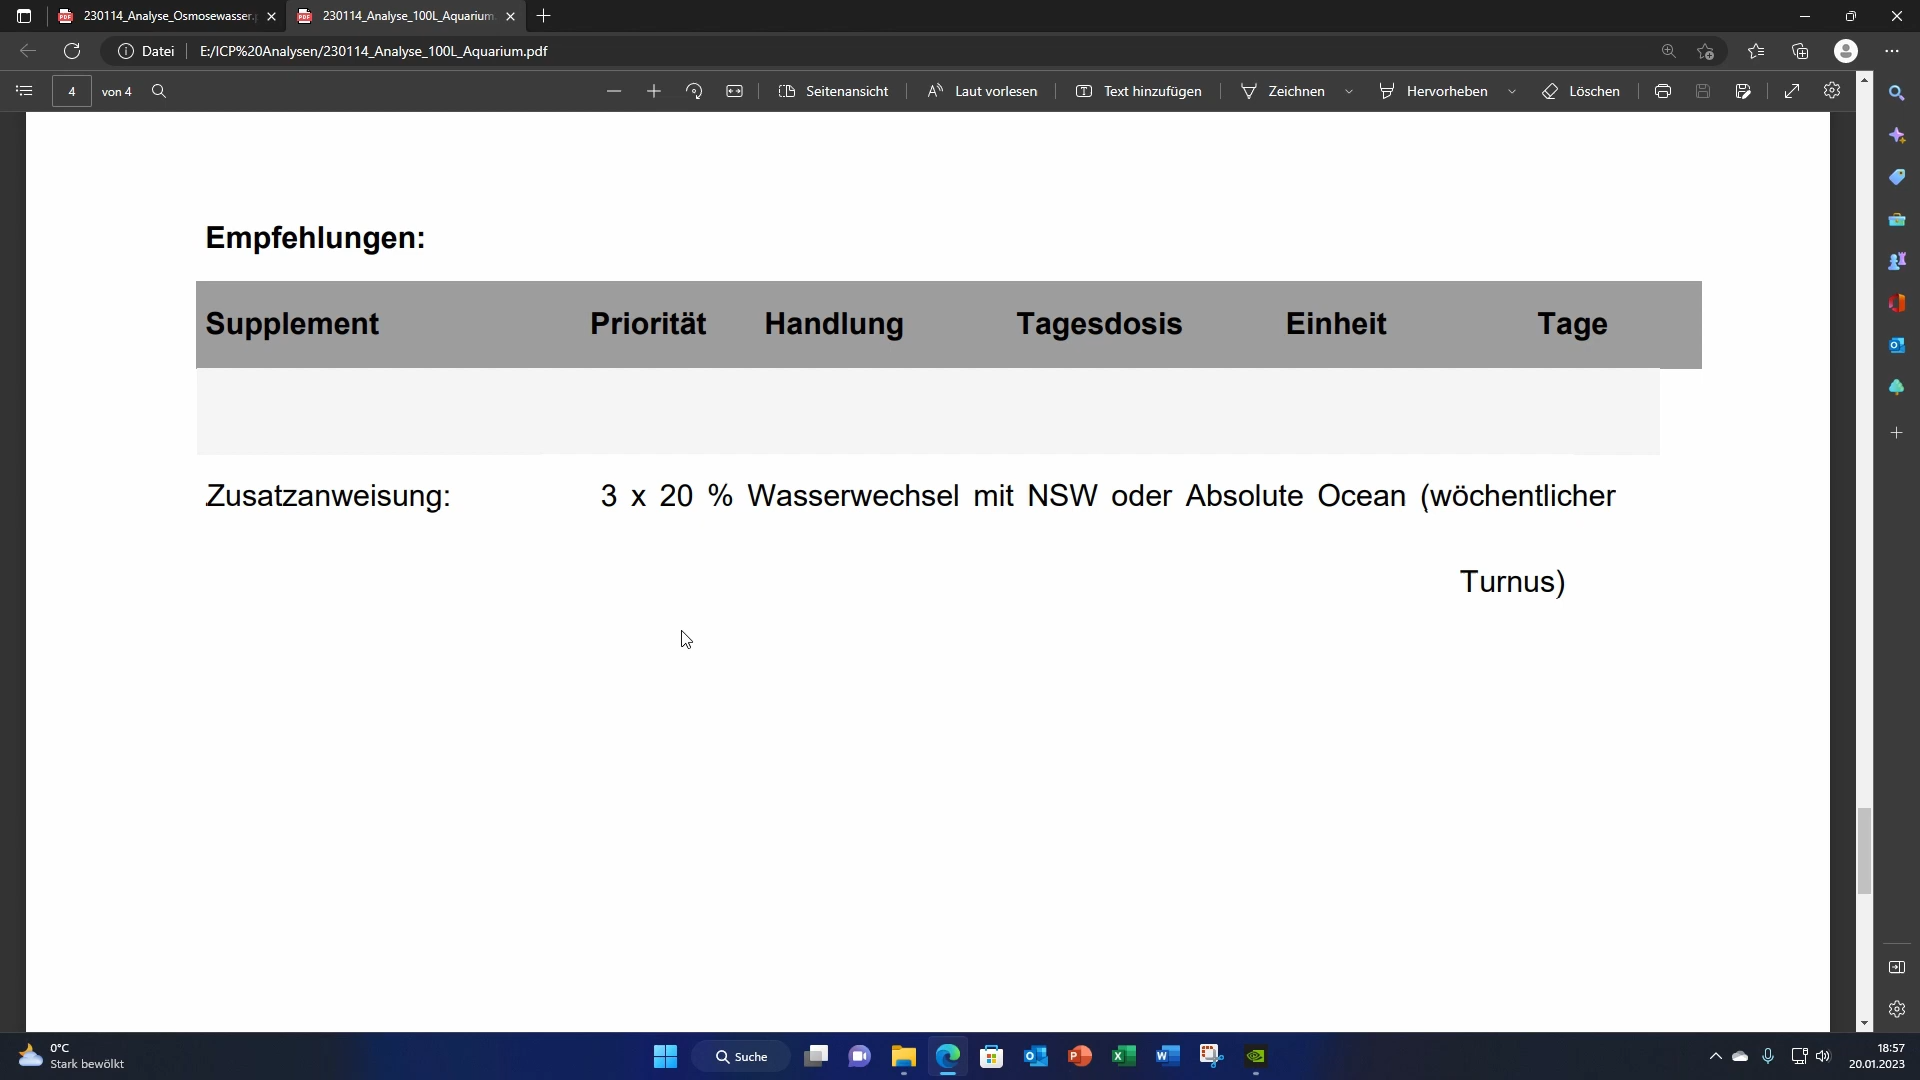 230114_Analyse_Osmosewasser.p
230114_Analyse_100L_Aquarium.
Datei
E:/ICP%20Analysen/230114_Analyse_100L_Aquarium.pdf
4 von 4
Seitenansicht
Laut vorlesen
Text hinzufügen
Zeichnen
Hervorheben
Löschen
Empfehlungen:
Supplement Priorität Handlung Tagesdosis Einheit Tage
Zusatzanweisung: 3 x 20 % Wasserwechsel mit NSW oder Absolute Ocean (wöchentlicher
Turnus)
0°C
Stark bewölkt
Suche
18:57
20.01.2023